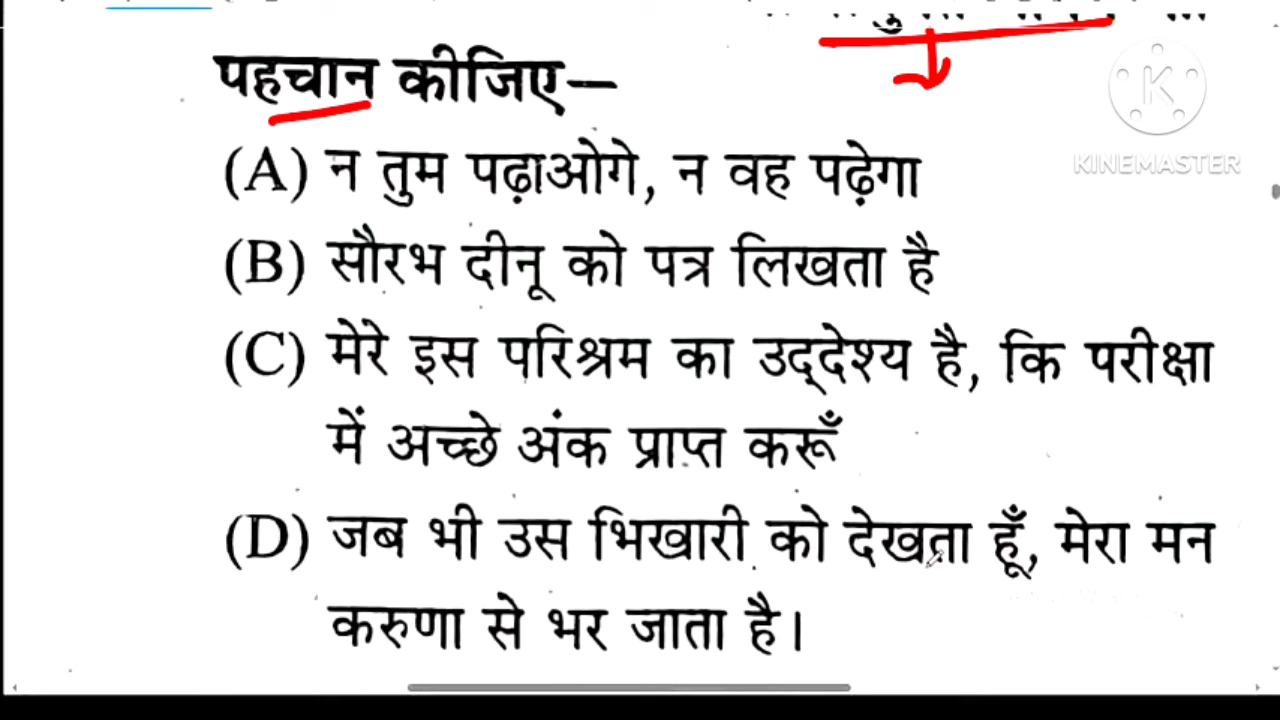 पहचान कीजिए–
KINEMASTER
(A) न तुम पढ़ाओगे, न वह पढ़ेगा
(B) सौरभ दीनू को पत्र लिखता है
(C) मेरे इस परिश्रम का उद्देश्य है, कि परीक्षा
में अच्छे अंक प्राप्त करूँ
(D) जब भी उस भिखारी को देखता हूँ, मेरा मन
करुणा से भर जाता है।